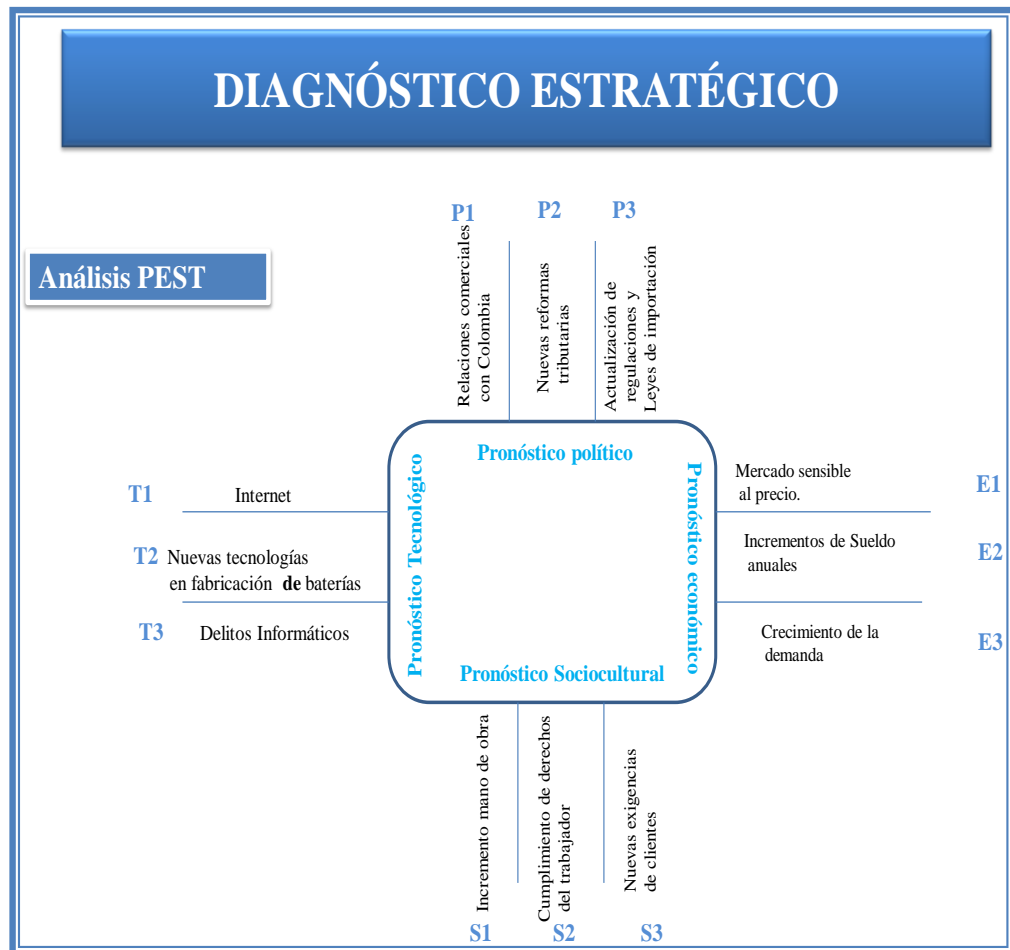 DIAGNÓSTICO ESTRATÉGICO
Análisis PEST
P1
P2
P3
Relaciones comerciales
con Colombia
Nuevas reformas
tributarias
Actualización de
regulaciones y
Leyes de importación
Pronóstico político
Pronóstico Tecnológico
Pronóstico económico
Pronóstico Sociocultural
T1
Internet
T2
Nuevas tecnologías
en fabricación de baterías
T3
Delitos Informáticos
Mercado sensible
al precio.
E1
Incrementos de Sueldo
anuales
E2
Crecimiento de la
demanda
E3
Incremento mano de obra
Cumplimiento de derechos
del trabajador
Nuevas exigencias
de clientes
S1
S2
S3